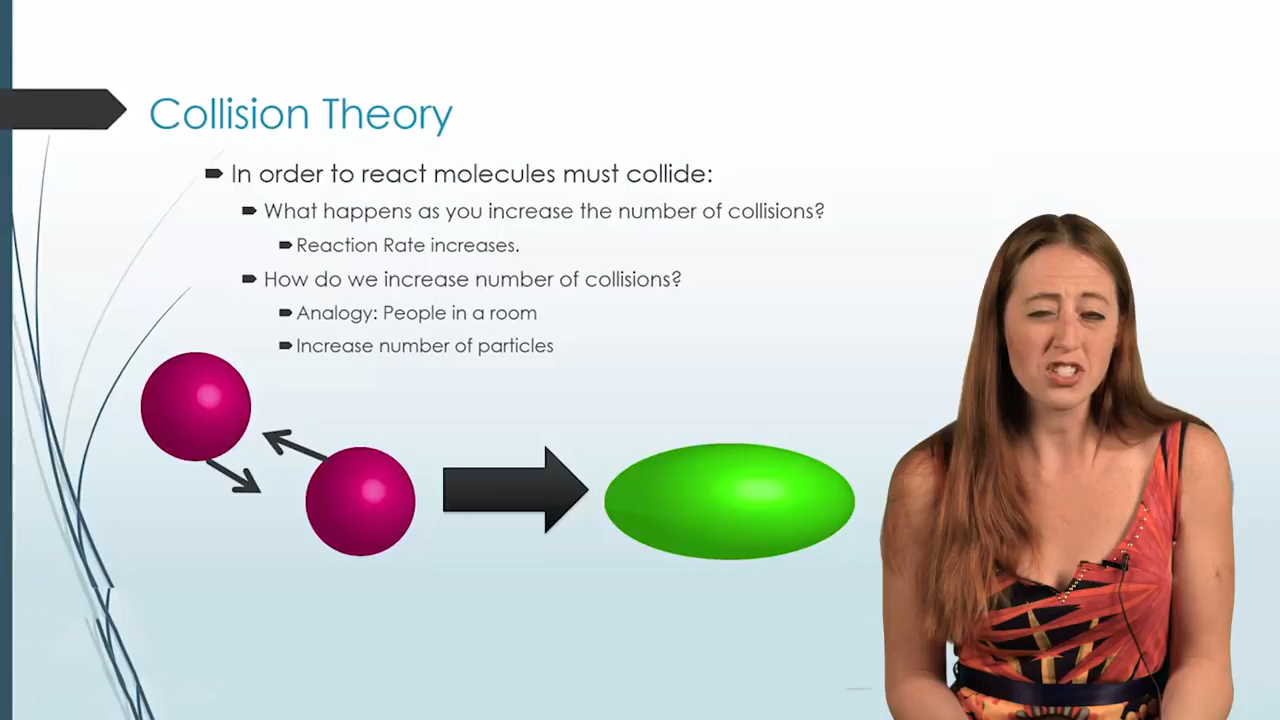 Collision Theory
In order to react molecules must collide:
What happens as you increase the number of collisions?
Reaction Rate increases.
How do we increase number of collisions?
Analogy: People in a room
Increase number of particles